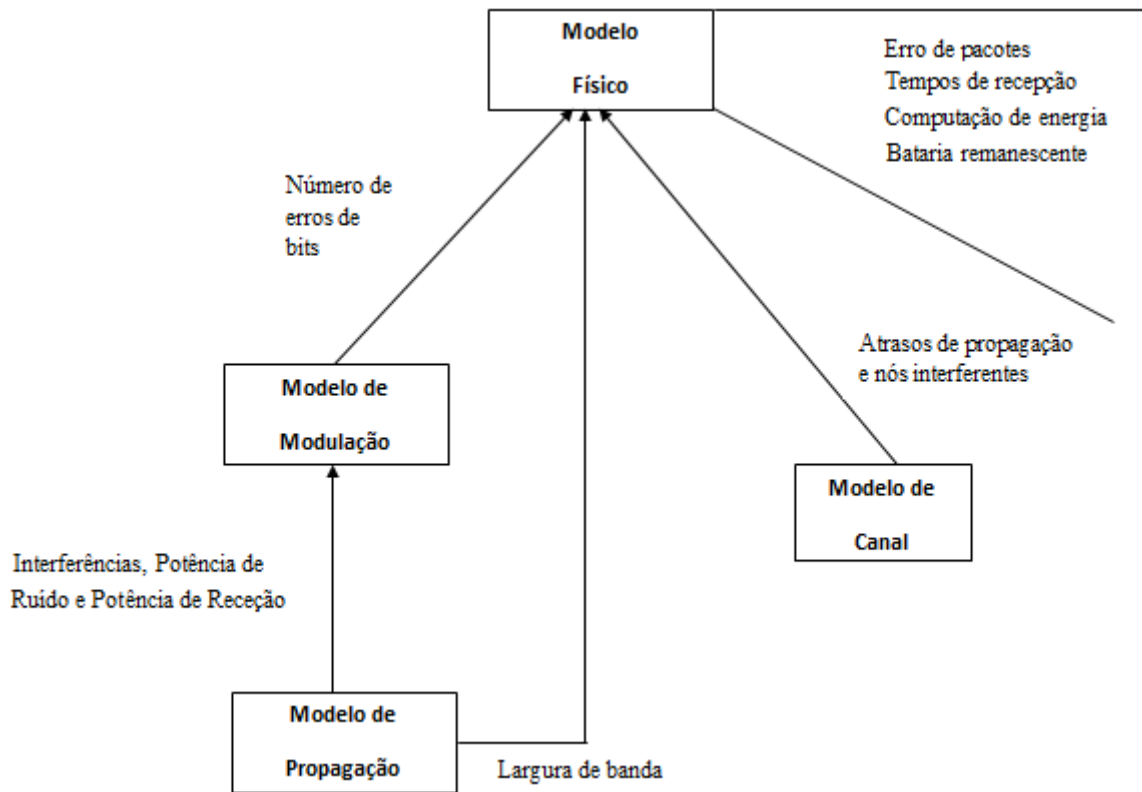 Modelo
Físico
Erro de pacotes
Tempos de recepção
Computação de energia
Bataria remanescente
Número de
erros de
bits
Atrasos de propagação
e nós interferentes
Modelo de
Modulação
Modelo de
Canal
Interferências, Potência de
Ruído e Potência de Receção
Modelo de
Propagação
Largura de banda